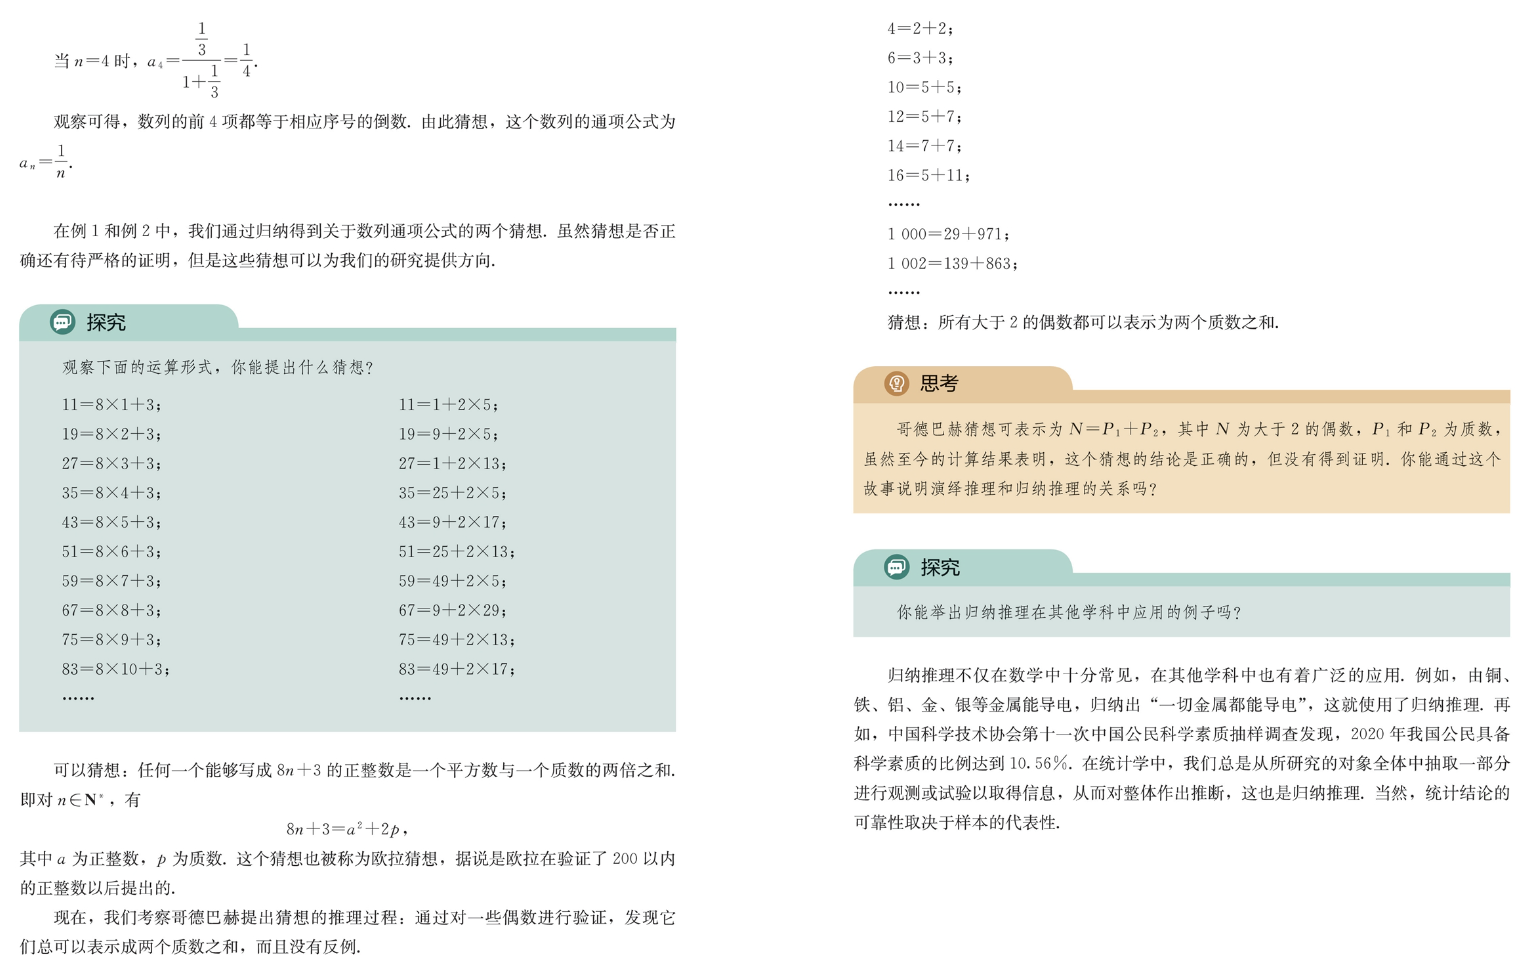 当 n=4 时，a₄=\frac{\frac{1}{3}}{1+\frac{1}{3}}=\frac{1}{4}.
观察可得，数列的前 4 项都等于相应序号的倒数. 由此猜想，这个数列的通项公式为
aₙ=\frac{1}{n}.
在例 1 和例 2 中，我们通过归纳得到关于数列通项公式的两个猜想. 虽然猜想是否正
确还有待严格的证明，但是这些猜想可以为我们的研究提供方向.
探究
观察下面的运算形式，你能提出什么猜想？
11=8×1+3； 11=1+2×5；
19=8×2+3； 19=9+2×5；
27=8×3+3； 27=1+2×13；
35=8×4+3； 35=25+2×5；
43=8×5+3； 43=9+2×17；
51=8×6+3； 51=25+2×13；
59=8×7+3； 59=49+2×5；
67=8×8+3； 67=9+2×29；
75=8×9+3； 75=49+2×13；
83=8×10+3； 83=49+2×17；
…… ……
可以猜想：任何一个能够写成 8n+3 的正整数是一个平方数与一个质数的两倍之和.
即对 n∈N*，有
8n+3=a²+2p，
其中 a 为正整数，p 为质数. 这个猜想也被称为欧拉猜想，据说是欧拉在验证了 200 以内
的正整数以后提出的.
现在，我们考察哥德巴赫提出猜想的推理过程：通过对一些偶数进行验证，发现它
们总可以表示成两个质数之和，而且没有反例.
4=2+2；
6=3+3；
10=5+5；
12=5+7；
14=7+7；
16=5+11；
……
1 000=29+971；
1 002=139+863；
……
猜想：所有大于 2 的偶数都可以表示为两个质数之和.
思考
哥德巴赫猜想可表示为 N=P₁+P₂，其中 N 为大于 2 的偶数，P₁ 和 P₂ 为质数，
虽然至今的计算结果表明，这个猜想的结论是正确的，但没有得到证明. 你能通过这个
故事说明演绎推理和归纳推理的关系吗？
探究
你能举出归纳推理在其他学科中应用的例子吗？
归纳推理不仅在数学中十分常见，在其他学科中也有着广泛的应用. 例如，由铜、
铁、铝、金、银等金属能导电，归纳出“一切金属都能导电”，这就使用了归纳推理. 再
如，中国科学技术协会第十一次中国公民科学素质抽样调查发现，2020 年我国公民具备
科学素质的比例达到 10.56%. 在统计学中，我们总是从所研究的对象全体中抽取一部分
进行观测或试验以取得信息，从而对整体作出推断，这也是归纳推理. 当然，统计结论的
可靠性取决于样本的代表性.